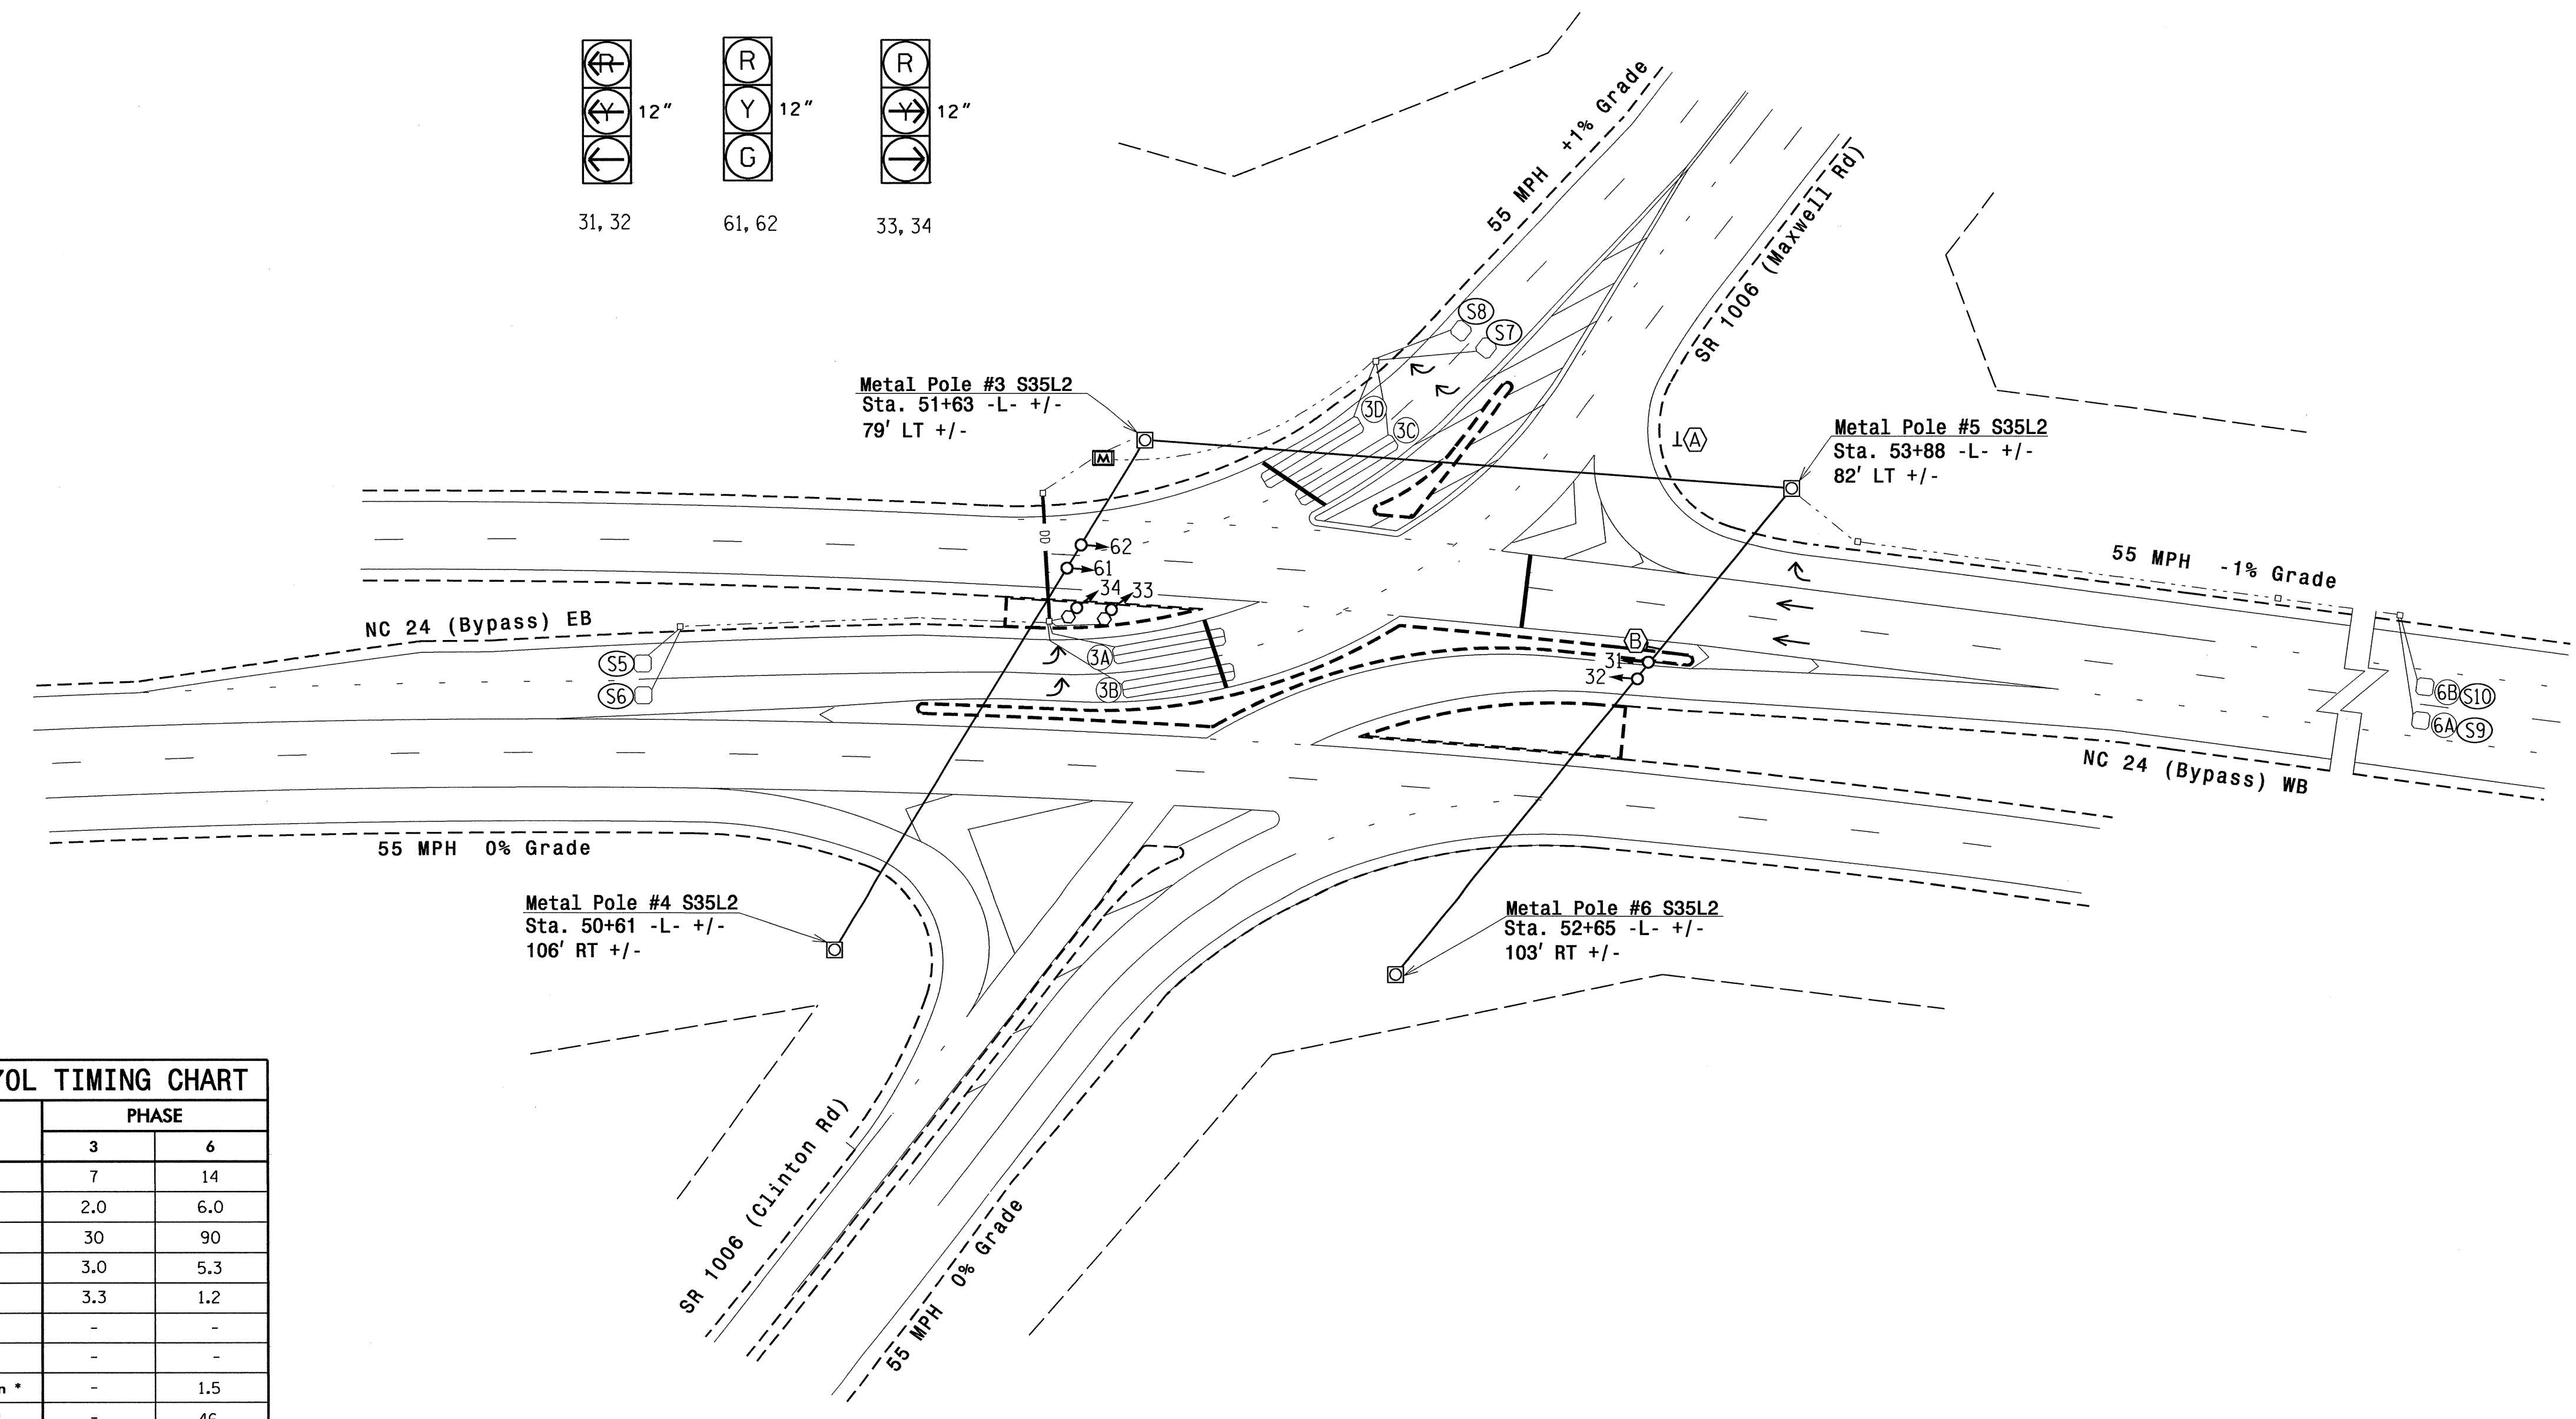 R
Y
12"
R
Y
G
12"
R
Y
12"
31, 32
61, 62
33, 34
55 MPH +1% Grade
SR 1006 (Maxwell Rd)
S8
S7
Metal Pole #3 S35L2
Sta. 51+63 -L- +/-
79' LT +/-
3D
3C
A
Metal Pole #5 S35L2
Sta. 53+88 -L- +/-
82' LT +/-
M
62
61
34
33
55 MPH -1% Grade
NC 24 (Bypass) EB
S5
S6
3A
3B
B
31
32
6B S10
6A S9
NC 24 (Bypass) WB
55 MPH 0% Grade
Metal Pole #4 S35L2
Sta. 50+61 -L- +/-
106' RT +/-
Metal Pole #6 S35L2
Sta. 52+65 -L- +/-
103' RT +/-
SR 1006 (Clinton Rd)
55 MPH 0% Grade
TIMING CHART
PHASE
3 6
7 14
2.0 6.0
30 90
3.0 5.3
3.3 1.2
- -
- -
n * - 1.5
- 46